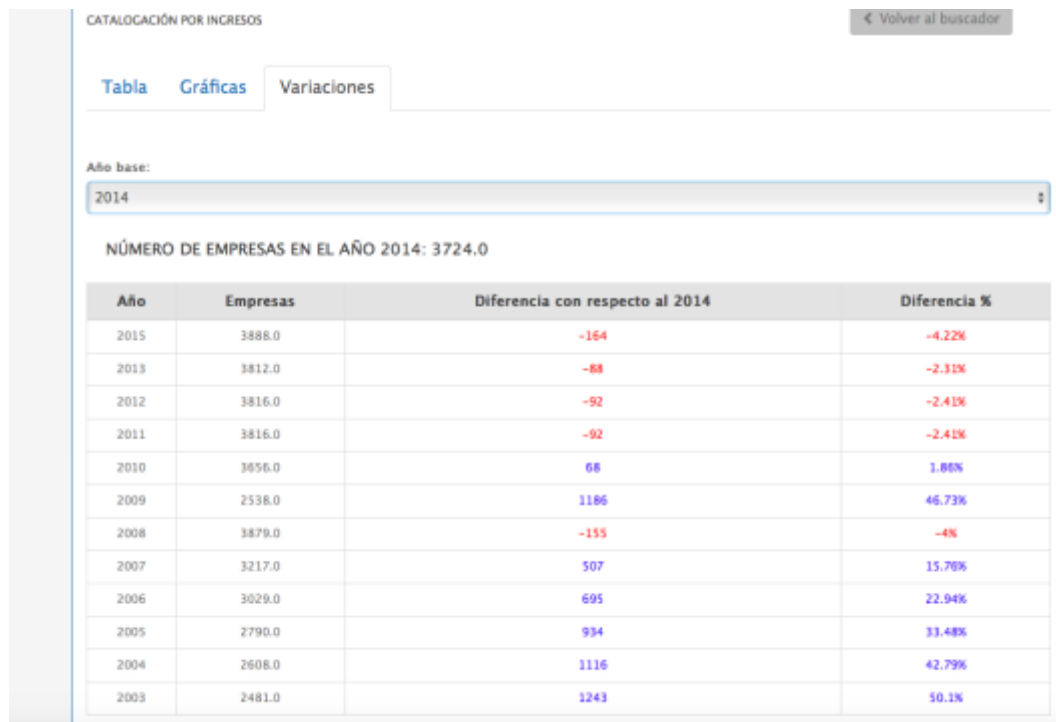 CATALOGACIÓN POR INGRESOS
Volver al buscador
Tabla Gráficas Variaciones
Año base:
2014
NÚMERO DE EMPRESAS EN EL AÑO 2014: 3724.0
Año Empresas Diferencia con respecto al 2014 Diferencia %
2015 3888.0 -164 -4.22%
2013 3812.0 -88 -2.31%
2012 3816.0 -92 -2.41%
2011 3816.0 -92 -2.41%
2010 3656.0 68 1.86%
2009 2538.0 1186 46.73%
2008 3879.0 -155 -4%
2007 3217.0 507 15.76%
2006 3029.0 695 22.94%
2005 2790.0 934 33.48%
2004 2608.0 1116 42.79%
2003 2481.0 1243 50.1%